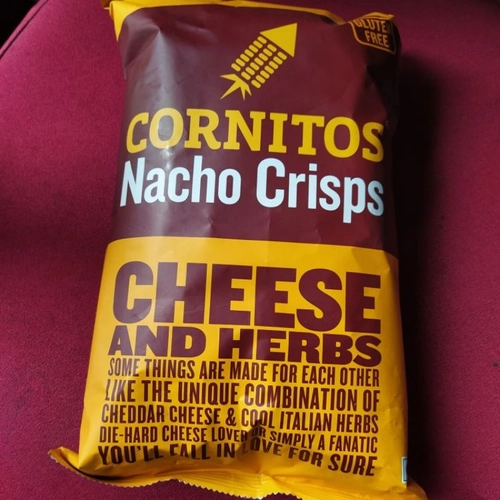 GLUTEN
FREE
CORNITOS
Nacho Crisps
CHEESE
AND HERBS
SOME THINGS ARE MADE FOR EACH OTHER
LIKE THE UNIQUE COMBINATION OF
CHEDDAR CHEESE & COOL ITALIAN HERBS
DIE-HARD CHEESE LOVER OR SIMPLY A FANATIC
YOU'LL FALL IN LOVE FOR SURE